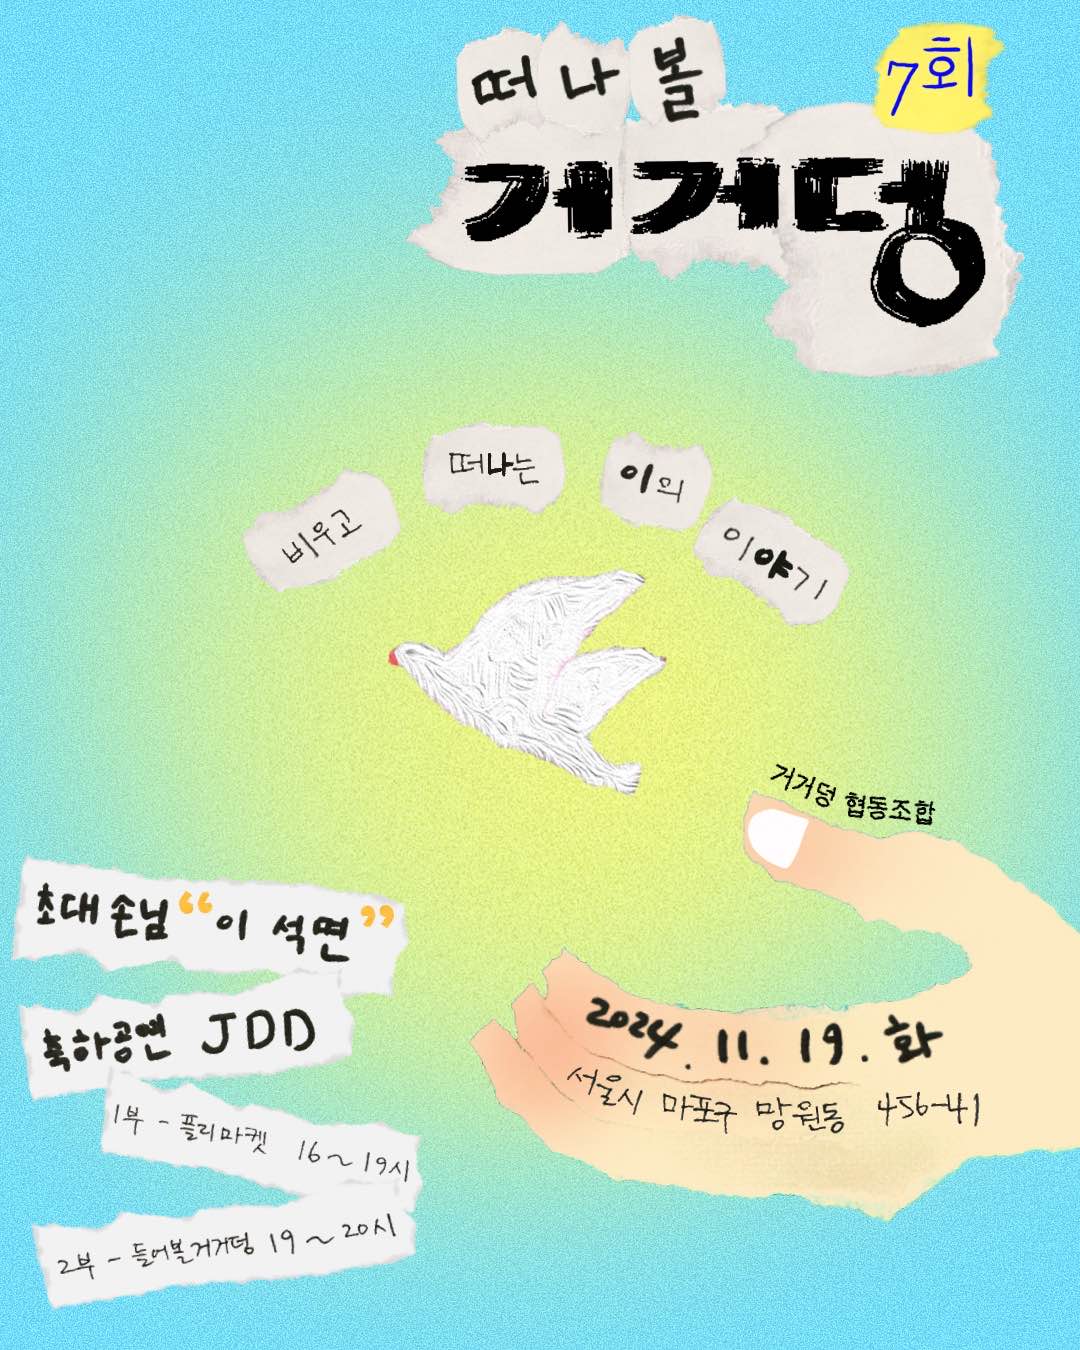 떠나볼
7회
거거덩
비우고 떠나는 이의 이야기
거거덩 협동조합
초대손님 “이석면”
축하공연 JDD
1부 - 플리마켓 16~19시
2부 - 들어볼거거덩 19~20시
2024. 11. 19. 화
서울시 마포구 망원동 456-41